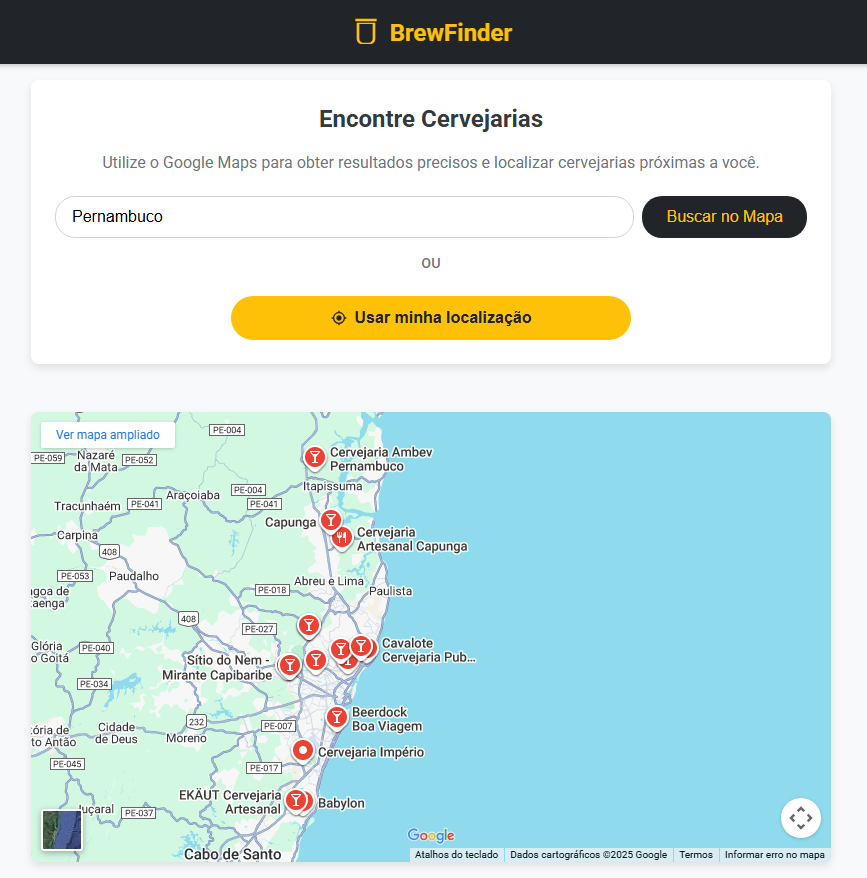 BrewFinder
Encontre Cervejarias
Utilize o Google Maps para obter resultados precisos e localizar cervejarias próximas a você.
Pernambuco
Buscar no Mapa
OU
Usar minha localização
Ver mapa ampliado
PE-004
Cervejaria Ambev
Pernambuco
PE-059
Nazaré
da Mata
PE-052
Itapissuma
Araçoiaba
PE-004
PE-041
Tracunhaém
PE-041
Capunga
Cervejaria
Artesanal Capunga
Carpina
408
PE-053
Paudalho
Abreu e Lima
PE-018
Paulista
goa de
aenga
408
PE-027
Glória
o Goitá
PE-040
Sítio do Nem -
Mirante Capibaribe
Cavalote
Cervejaria Pub...
PE-034
Beerdock
Boa Viagem
232
PE-007
tória de
to Antão
Cidade
de Deus
Moreno
Cervejaria Império
PE-045
PE-017
EKÄUT Cervejaria
Artesanal
Babylon
uçaral
PE-037
Cabo de Santo
Google
Atalhos do teclado
Dados cartográficos ©2025 Google
Termos
Informar erro no mapa